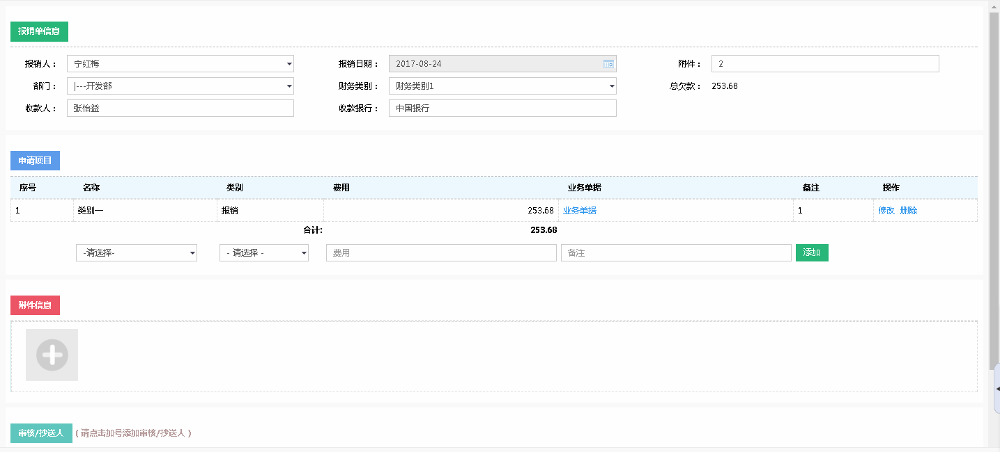 报销单信息
报销人： 宁红梅 报销日期： 2017-08-24 附件： 2
部门： |---开发部 财务类别： 财务类别1 总欠款： 253.68
收款人： 张怡益 收款银行： 中国银行
申请项目
序号 名称 类别 费用 业务单据 备注 操作
1 类别一 报销 253.68 业务单据 1 修改 删除
合计: 253.68
-请选择- - 请选择 - 费用 备注 添加
附件信息
审核/抄送人 ( 请点击加号添加审核/抄送人 )